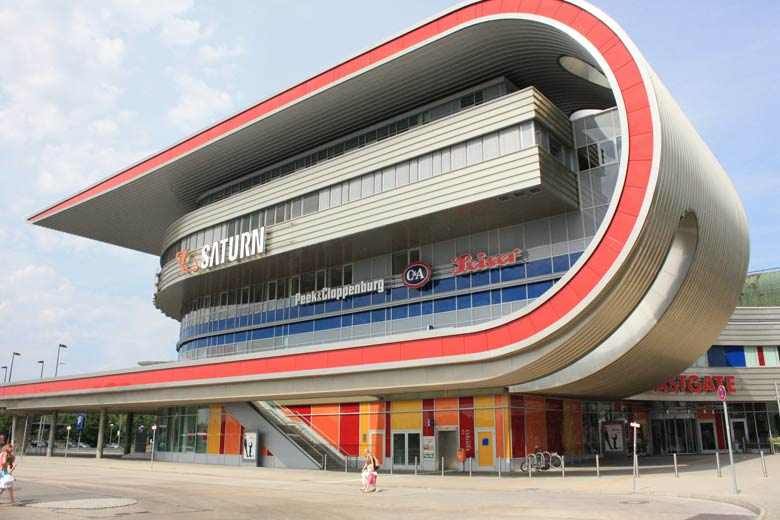 SATURN
Peek&Cloppenburg
C&A
Leiser
ASTGATE
P